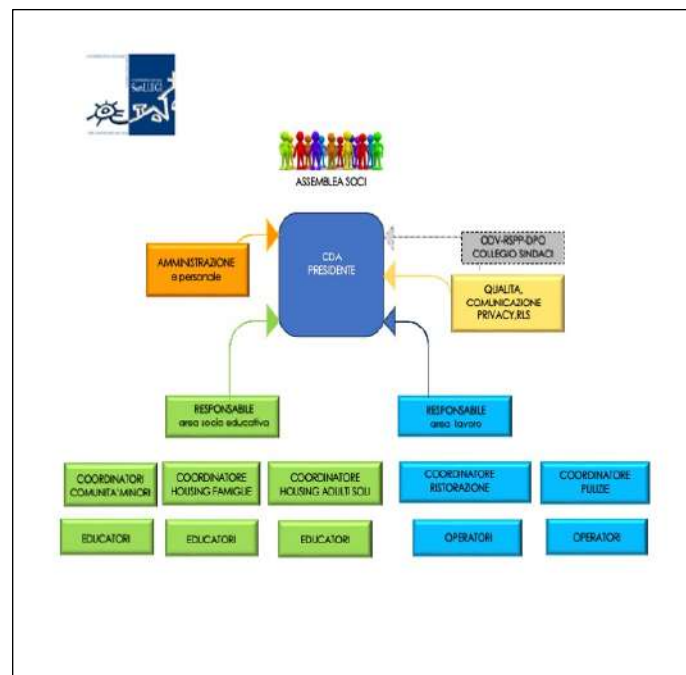 ASSEMBLEA SOCI
CDA
PRESIDENTE
AMMINISTRAZIONE
e personale
ODV-RSPP-DPO
COLLEGIO SINDACI
QUALITA,
COMUNICAZIONE
PRIVACY,RLS
RESPONSABILE
area socio educativa
RESPONSABILE
area lavoro
COORDINATORI
COMUNITA'MINORI
COORDINATORE
HOUSING FAMIGLIE
COORDINATORE
HOUSING ADULTI SOLI
COORDINATORE
RISTORAZIONE
COORDINATORE
PULIZIE
EDUCATORI
EDUCATORI
EDUCATORI
OPERATORI
OPERATORI